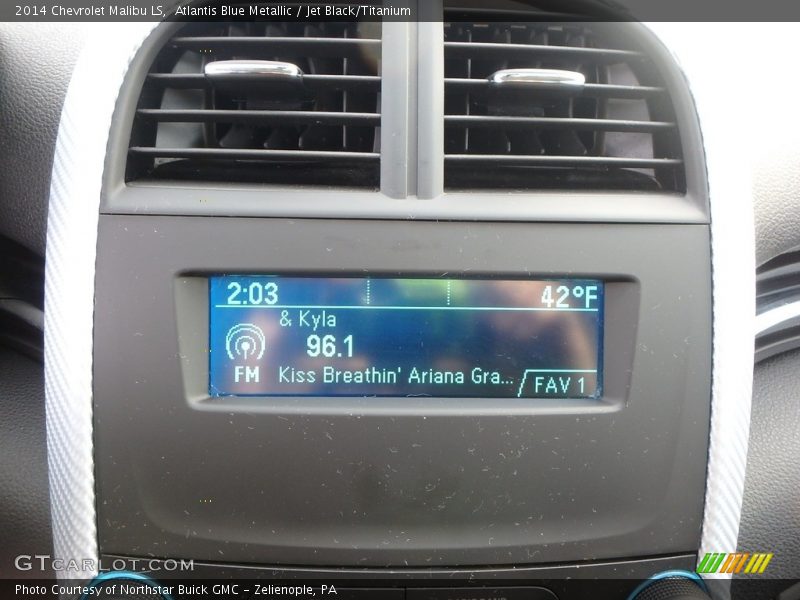 2014 Chevrolet Malibu LS, Atlantis Blue Metallic / Jet Black/Titanium
2:03
42°F
& Kyla
96.1
FM
Kiss Breathin' Ariana Gra...
FAV 1
GTCARLOT.COM
Photo Courtesy of Northstar Buick GMC - Zelienople, PA